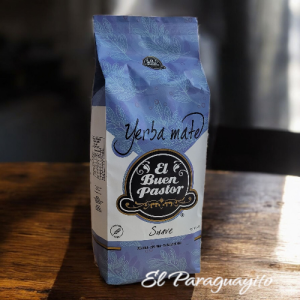 Yerba mate
El
Buen
Pastor
Suave
El Paraguayito